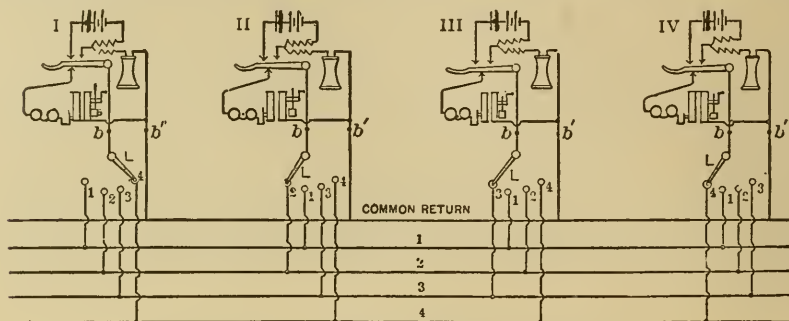 I II III IV
b b" b b' b b' b b'
L L L L
4 2 4 3 4 4 3
1 2 3 1 3 1 2 1 2
COMMON RETURN
1
2
3
4